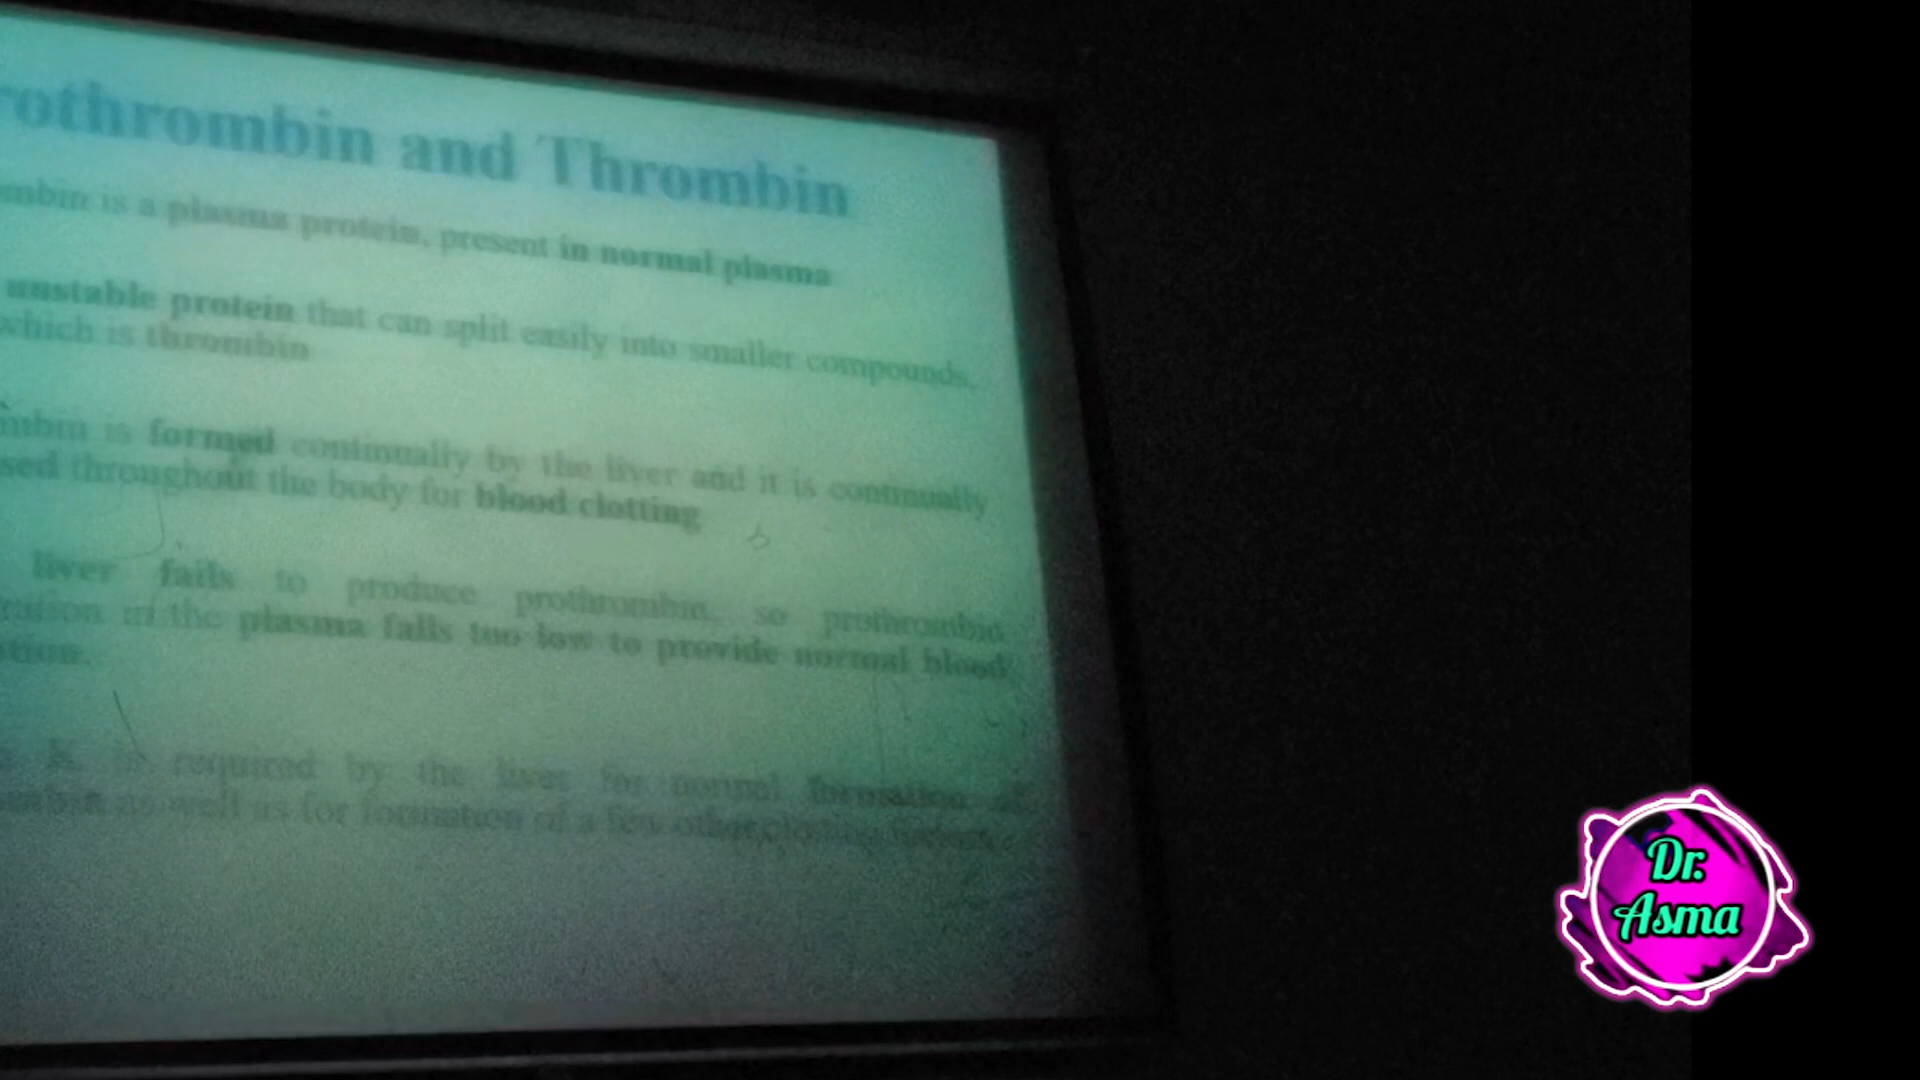 rothrombin and Thrombin
mbin is a plasma protein, present in normal plasma
unstable protein that can split easily into smaller compounds,
which is thrombin
mbin is formed continually by the liver and it is continually
sed throughout the body for blood clotting
liver fails to produce prothrombin, so prothrombin
ration in the plasma falls too low to provide normal blood
tion.
K is required by the liver for normal formation of
mbin as well as for formation of a few other clotting factors
Dr.
Asma